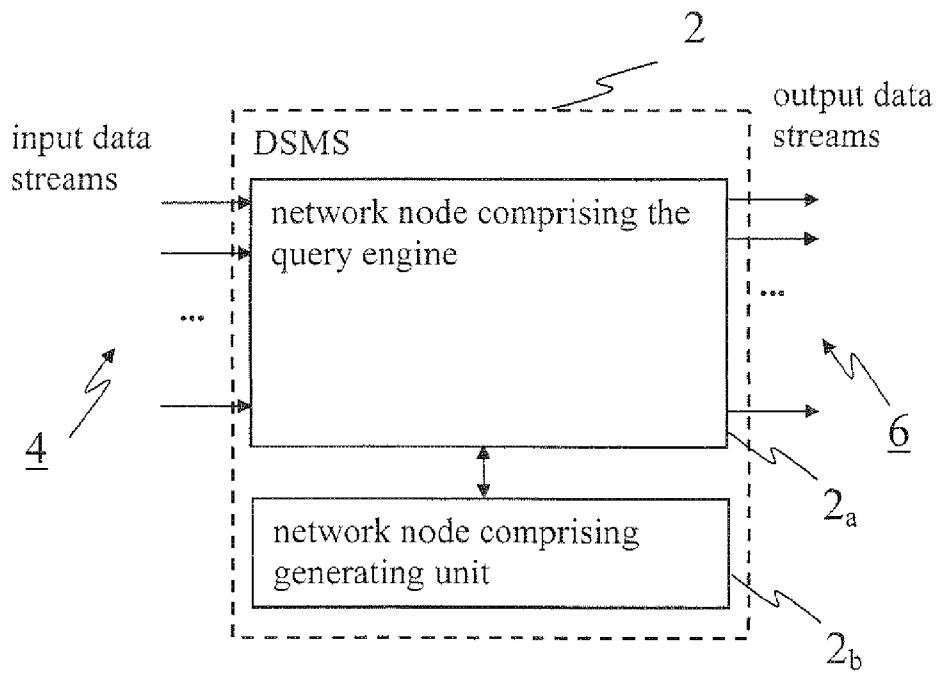 2
input data
streams
DSMS
output data
streams
network node comprising the
query engine
...
...
4
6
2a
network node comprising
generating unit
2b